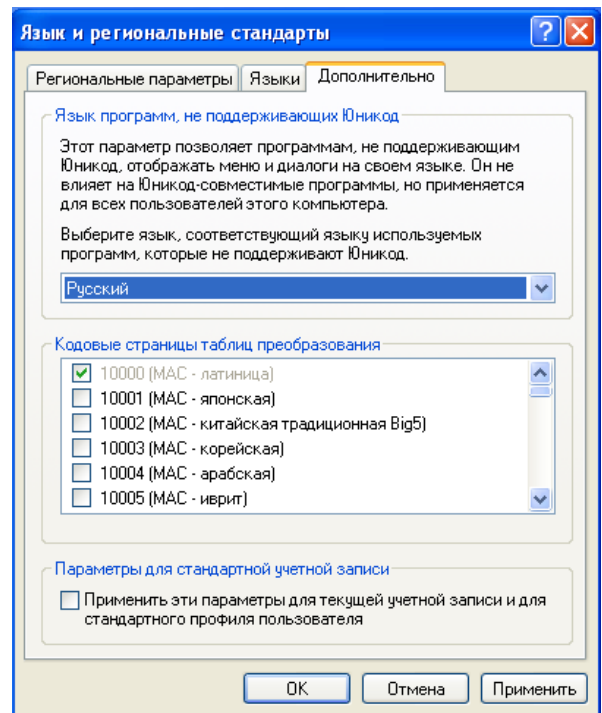 Язык и региональные стандарты
Региональные параметры Языки Дополнительно
Язык программ, не поддерживающих Юникод
Этот параметр позволяет программам, не поддерживающим
Юникод, отображать меню и диалоги на своем языке. Он не
влияет на Юникод-совместимые программы, но применяется
для всех пользователей этого компьютера.
Выберите язык, соответствующий языку используемых
программ, которые не поддерживают Юникод.
Русский
Кодовые страницы таблиц преобразования
10000 (MAC - латиница)
10001 (MAC - японская)
10002 (MAC - китайская традиционная Big5)
10003 (MAC - корейская)
10004 (MAC - арабская)
10005 (MAC - иврит)
Параметры для стандартной учетной записи
Применить эти параметры для текущей учетной записи и для
стандартного профиля пользователя
OK Отмена Применить